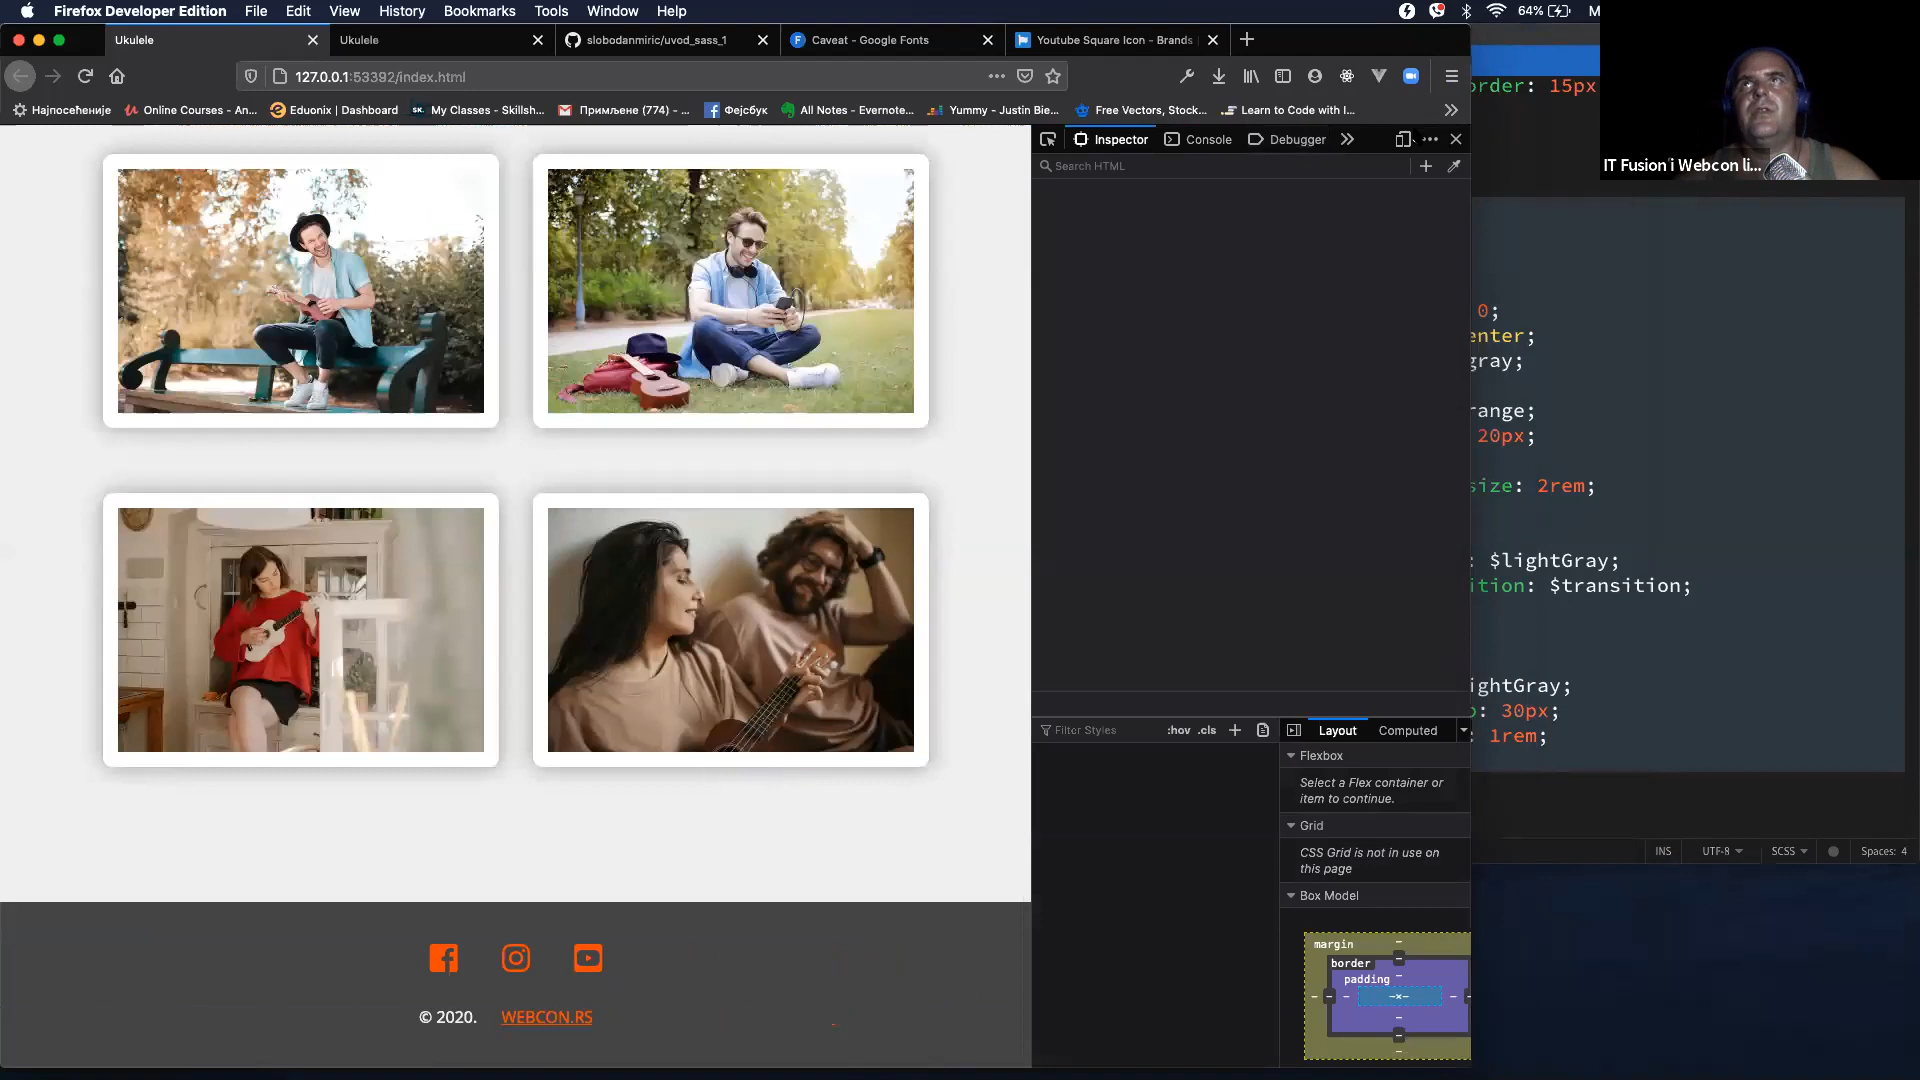 Firefox Developer Edition File Edit View History Bookmarks Tools Window Help 64%
Ukulele Ukulele slobodanmiric/uvod_sass_1 Caveat - Google Fonts Youtube Square Icon - Brands
127.0.0.1:53392/index.html
Најпосећеније Online Courses - An... Eduonix | Dashboard SK. My Classes - Skillsh... Примљене (774) - ... Фејсбук All Notes - Evernote... Yummy - Justin Bie... Free Vectors, Stock... Learn to Code with I...
Inspector Console Debugger
Search HTML
Filter Styles :hov .cls Layout Computed
Flexbox
Select a Flex container or
item to continue.
Grid
CSS Grid is not in use on
this page
Box Model
margin
border
padding
© 2020. WEBCON.RS
order: 15px
IT Fusion i Webcon li...
0;
enter;
gray;
range;
20px;
size: 2rem;
: $lightGray;
ition: $transition;
ightGray;
: 30px;
: 1rem;
INS UTF-8 SCSS Spaces: 4